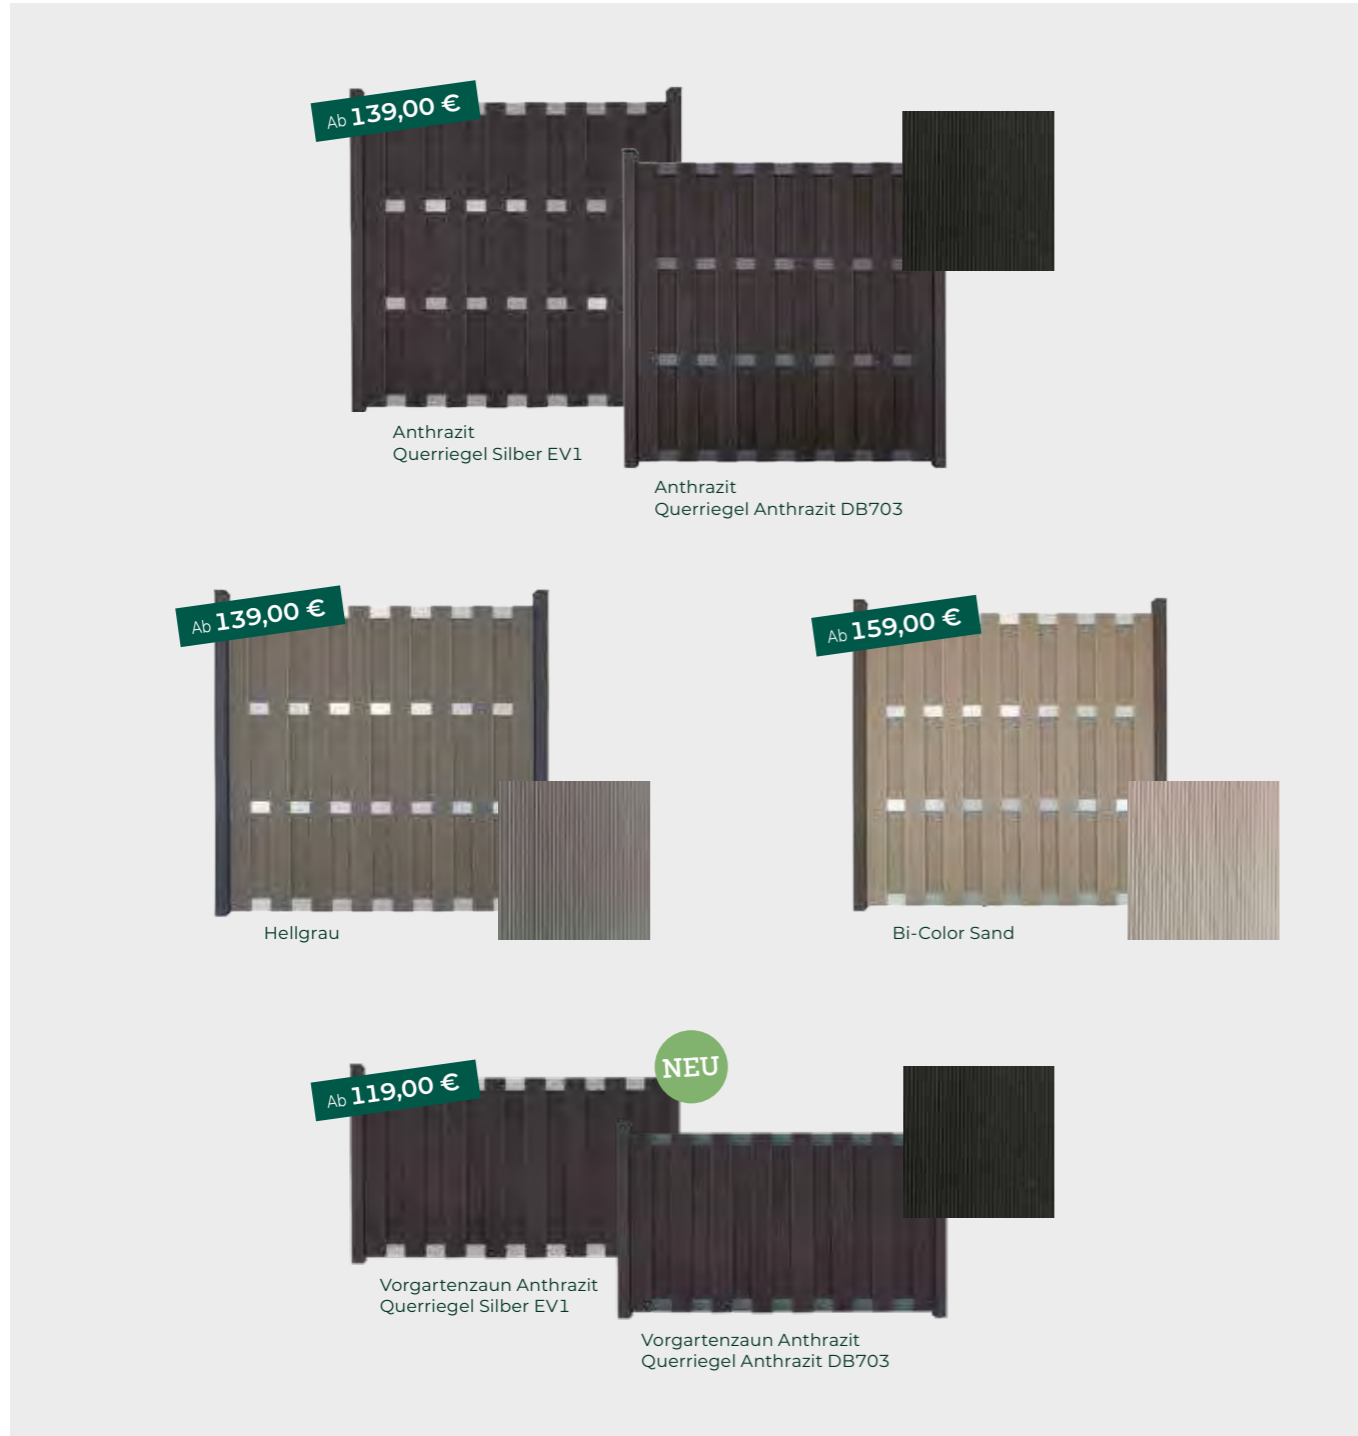 Ab 139,00 €
Anthrazit
Querriegel Silber EV1
Anthrazit
Querriegel Anthrazit DB703
Ab 139,00 €
Hellgrau
Ab 159,00 €
Bi-Color Sand
Ab 119,00 €
NEU
Vorgartenzaun Anthrazit
Querriegel Silber EV1
Vorgartenzaun Anthrazit
Querriegel Anthrazit DB703